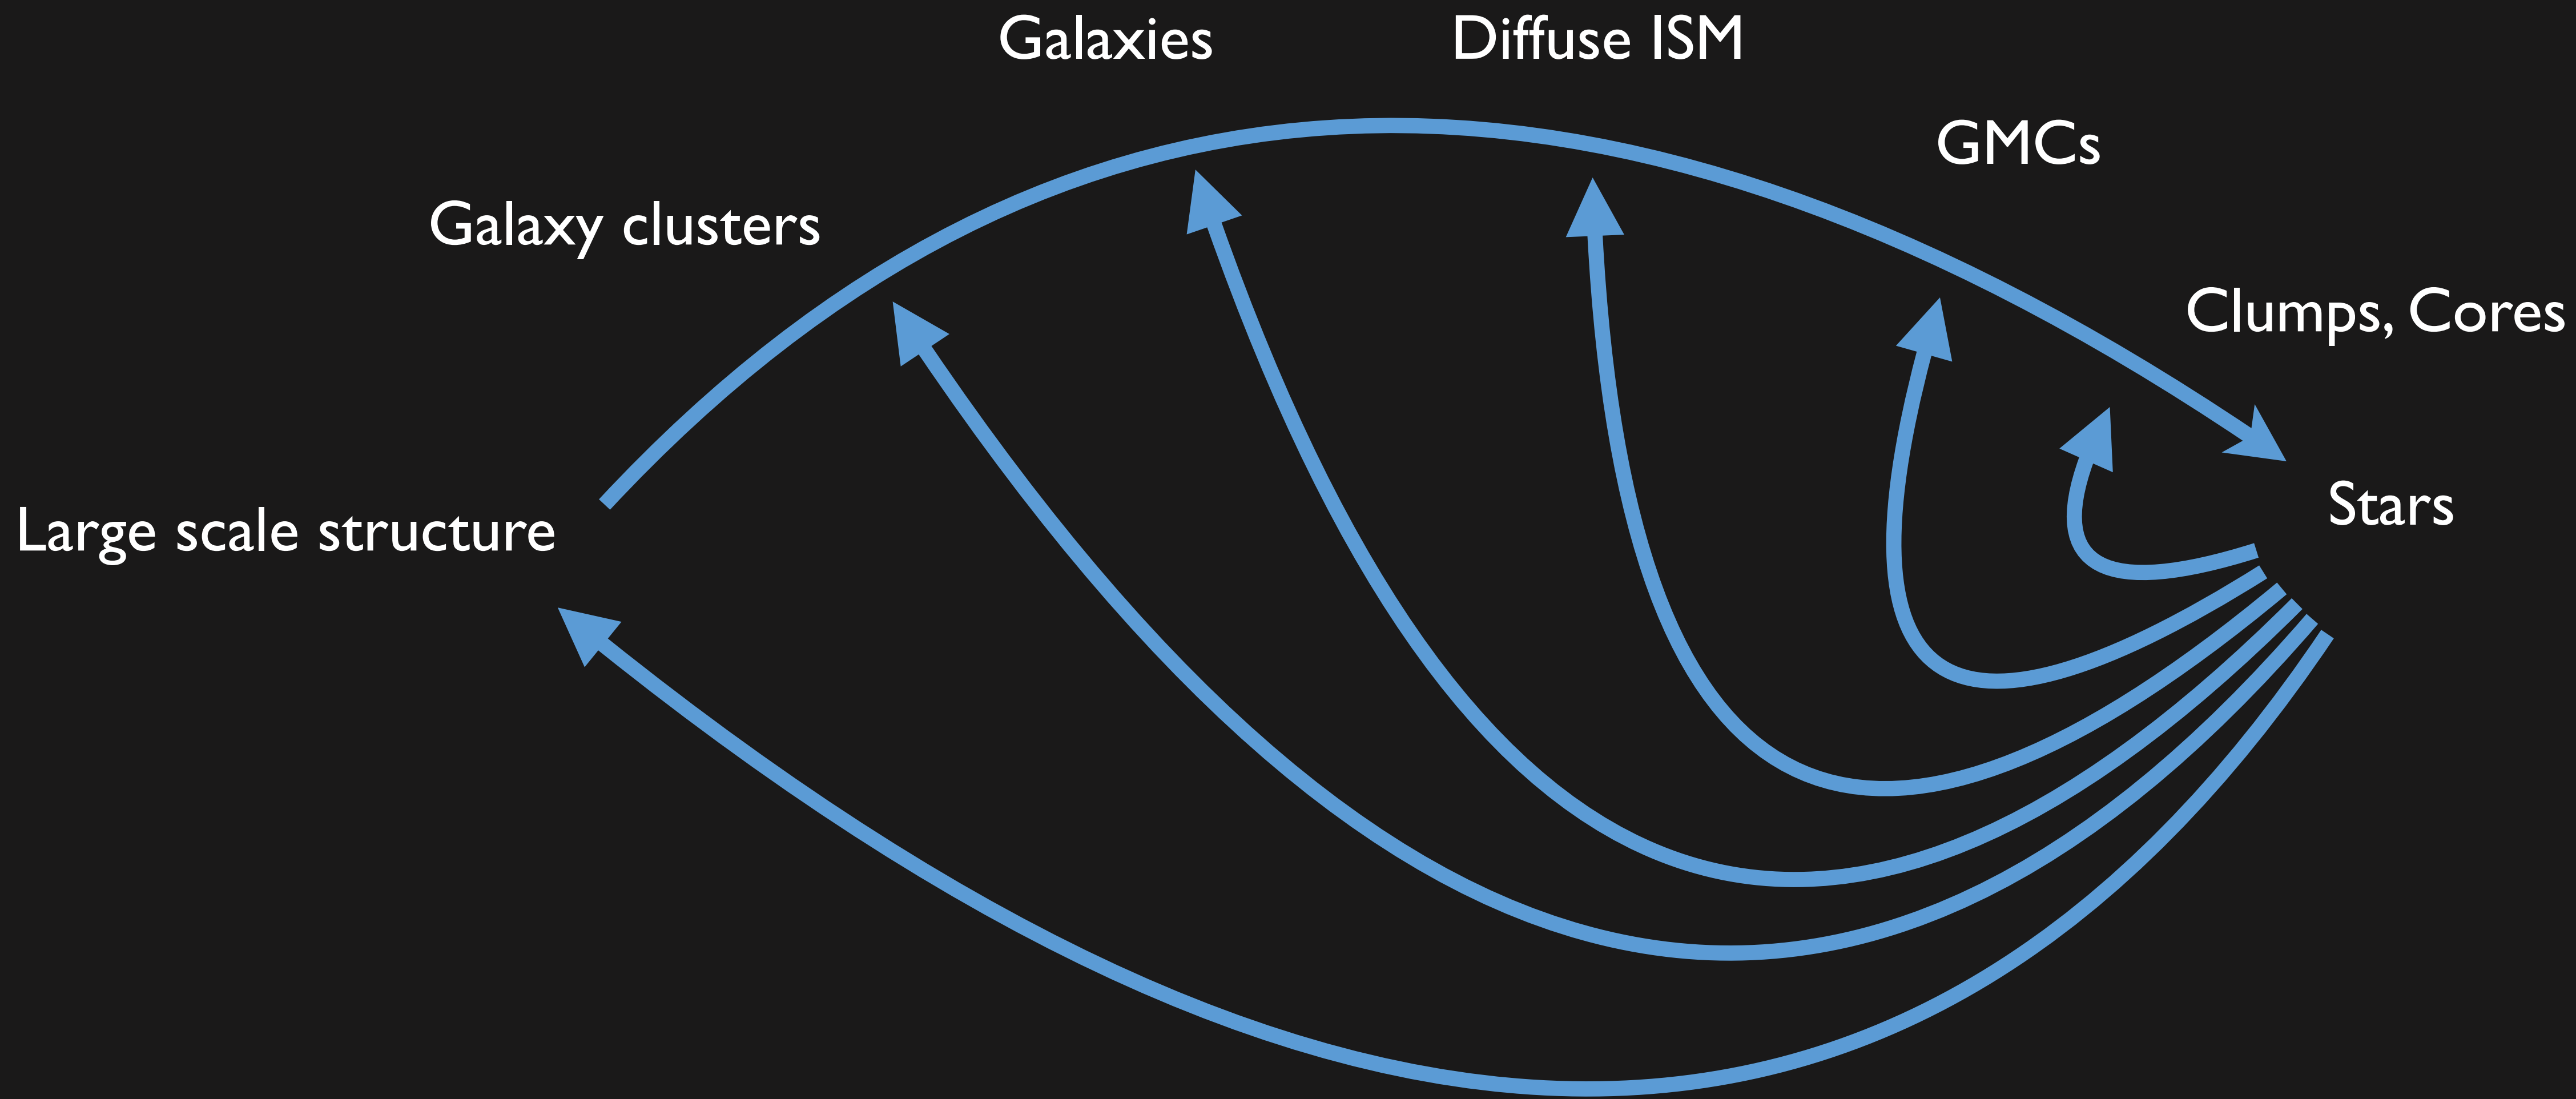 Galaxies
Diffuse ISM
GMCs
Galaxy clusters
Clumps, Cores
Stars
Large scale structure